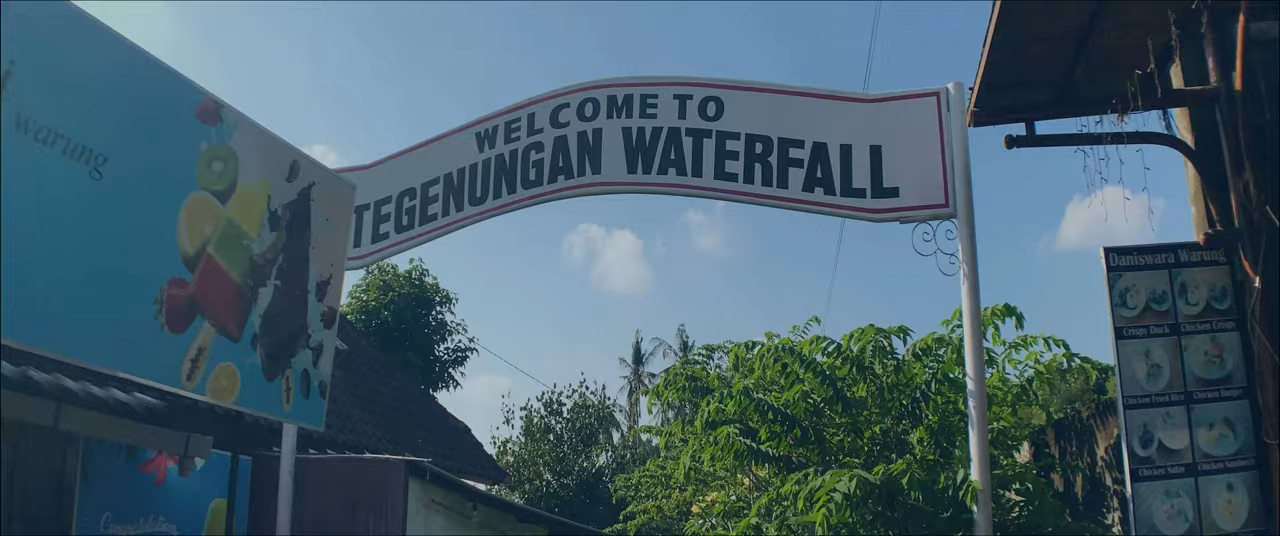 warung
WELCOME TO
TEGENUNGAN WATERFALL
Daniswara Warung
Crispy Duck
Chicken Crispy
Chicken Fried Rice
Chicken Burger
Chicken Satay
Chicken Sandwich
Congratulations